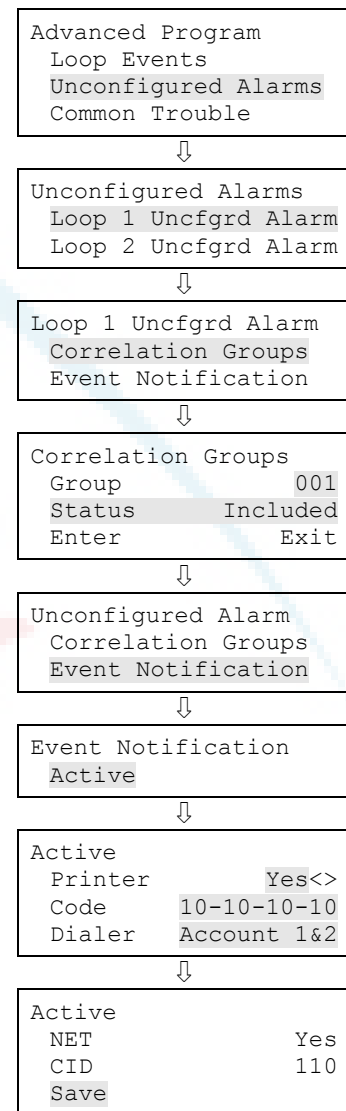 Advanced Program
Loop Events
Unconfigured Alarms
Common Trouble
⇩
Unconfigured Alarms
Loop 1 Uncfgrd Alarm
Loop 2 Uncfgrd Alarm
⇩
Loop 1 Uncfgrd Alarm
Correlation Groups
Event Notification
⇩
Correlation Groups
Group 001
Status Included
Enter Exit
⇩
Unconfigured Alarm
Correlation Groups
Event Notification
⇩
Event Notification
Active
⇩
Active
Printer Yes<>
Code 10-10-10-10
Dialer Account 1&2
⇩
Active
NET Yes
CID 110
Save